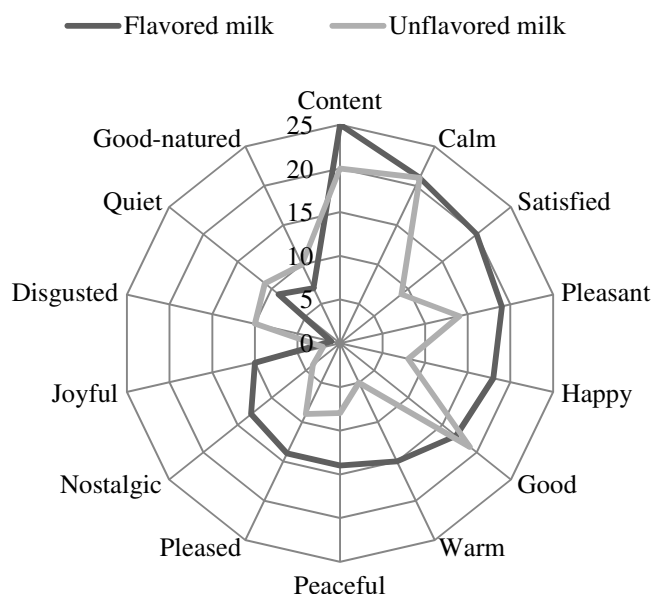 Flavored milk
Unflavored milk
Content
Calm
Satisfied
Pleasant
Happy
Good
Warm
Peaceful
Pleased
Nostalgic
Joyful
Disgusted
Quiet
Good-natured
25
20
15
10
5
0